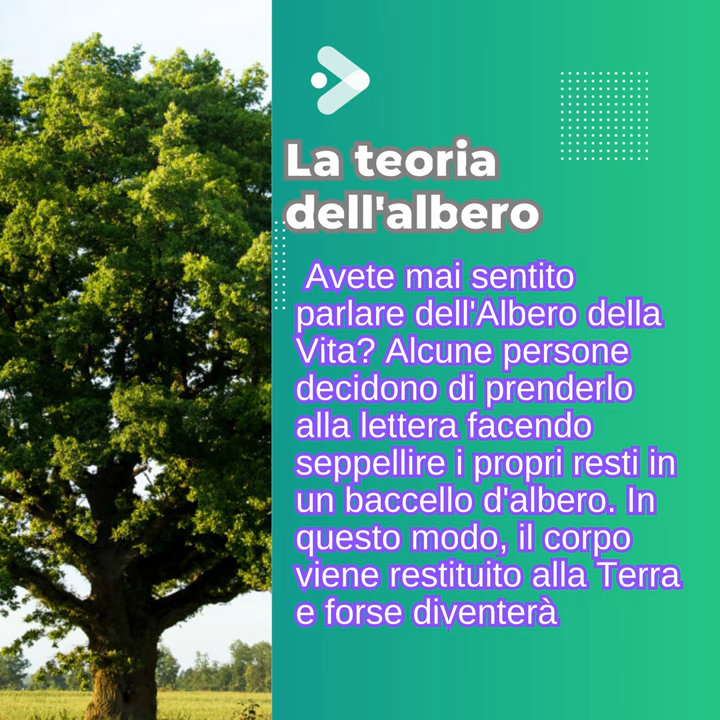 La teoria
dell'albero
Avete mai sentito
parlare dell'Albero della
Vita? Alcune persone
decidono di prenderlo
alla lettera facendo
seppellire i propri resti in
un baccello d'albero. In
questo modo, il corpo
viene restituito alla Terra
e forse diventerà